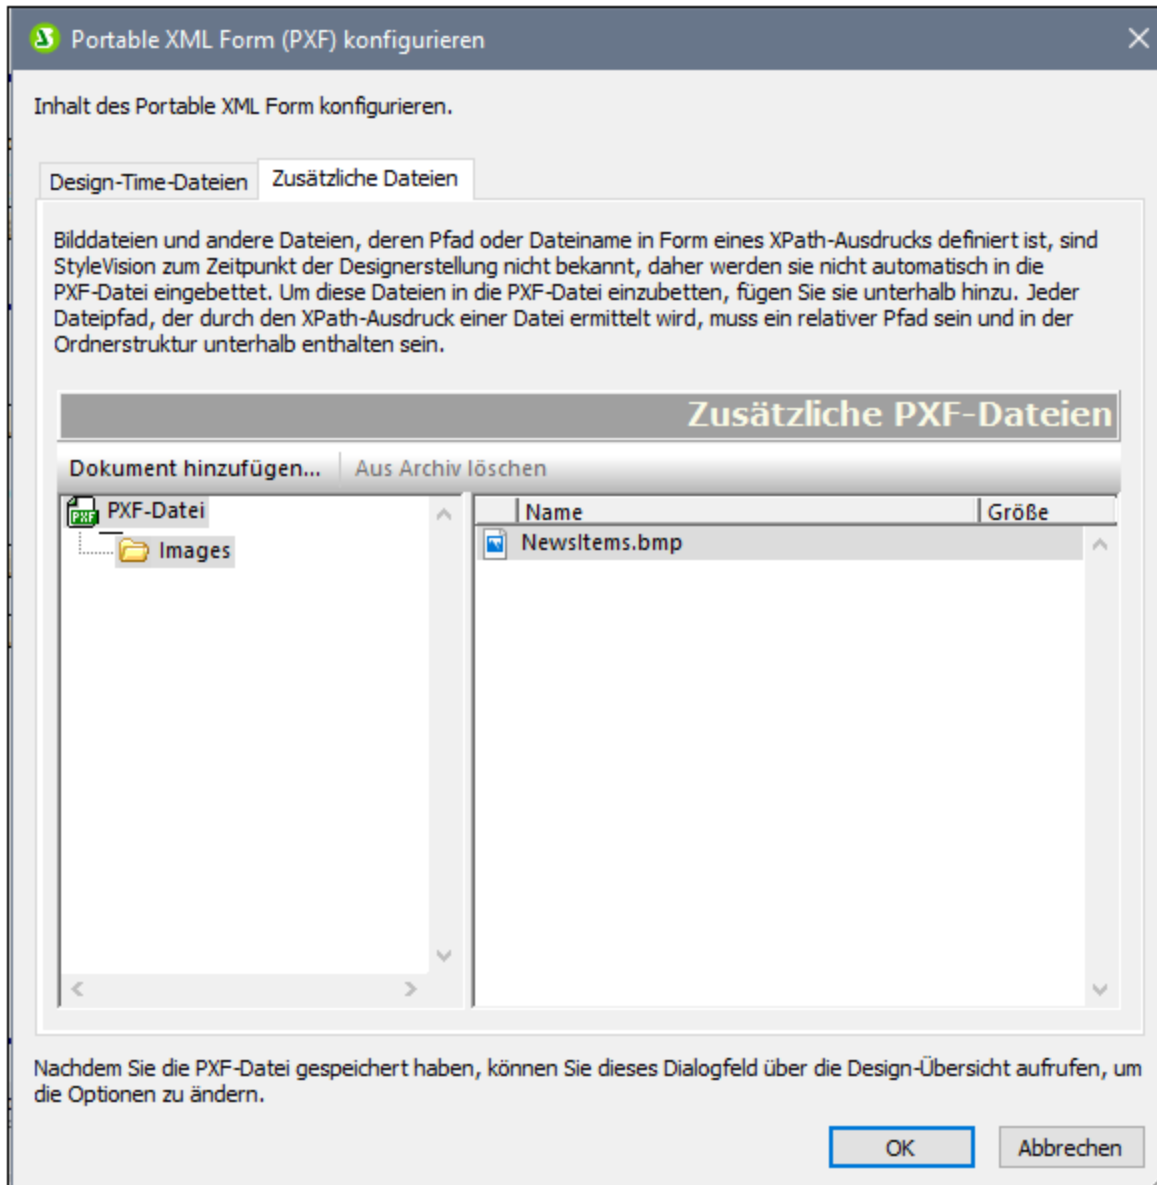 Portable XML Form (PXF) konfigurieren
Inhalt des Portable XML Form konfigurieren.
Design-Time-Dateien
Zusätzliche Dateien
Bilddateien und andere Dateien, deren Pfad oder Dateiname in Form eines XPath-Ausdrucks definiert ist, sind
StyleVision zum Zeitpunkt der Designerstellung nicht bekannt, daher werden sie nicht automatisch in die
PXF-Datei eingebettet. Um diese Dateien in die PXF-Datei einzubetten, fügen Sie sie unterhalb hinzu. Jeder
Dateipfad, der durch den XPath-Ausdruck einer Datei ermittelt wird, muss ein relativer Pfad sein und in der
Ordnerstruktur unterhalb enthalten sein.
Zusätzliche PXF-Dateien
Dokument hinzufügen...
Aus Archiv löschen
PXF
PXF-Datei
Images
Name
Größe
NewsItems.bmp
Nachdem Sie die PXF-Datei gespeichert haben, können Sie dieses Dialogfeld über die Design-Übersicht aufrufen, um
die Optionen zu ändern.
OK
Abbrechen